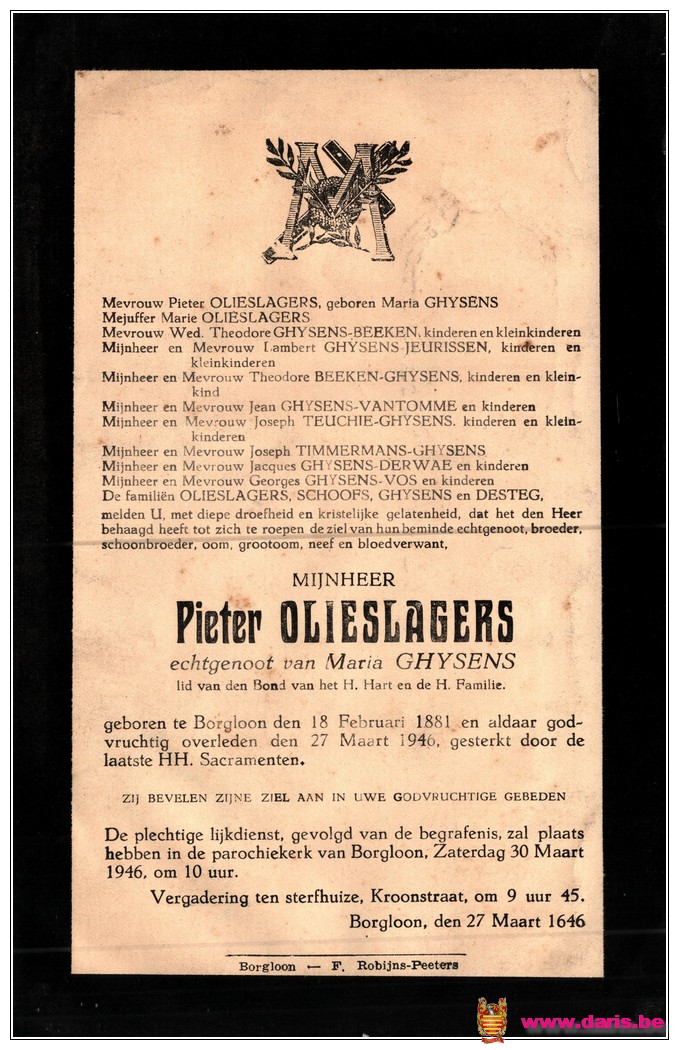 M
Mevrouw Pieter OLIESLAGERS, geboren Maria GHYSENS
Mejuffer Marie OLIESLAGERS
Mevrouw Wed. Theodore GHYSENS-BEEKEN, kinderen en kleinkinderen
Mijnheer en Mevrouw Lambert GHYSENS-JEURISSEN, kinderen en
kleinkinderen
Mijnheer en Mevrouw Theodore BEEKEN-GHYSENS, kinderen en klein-
kind
Mijnheer en Mevrouw Jean GHYSENS-VANTOMME en kinderen
Mijnheer en Mevrouw Joseph TEUCHIE-GHYSENS. kinderen en klein-
kinderen
Mijnheer en Mevrouw Joseph TIMMERMANS-GHYSENS
Mijnheer en Mevrouw Jacques GHYSENS-DERWAE en kinderen
Mijnheer en Mevrouw Georges GHYSENS-VOS en kinderen
De familiën OLIESLAGERS, SCHOOFS, GHYSENS en DESTEG,
melden U, met diepe droefheid en kristelijke gelatenheid, dat het den Heer
behaagd heeft tot zich te roepen de ziel van hun beminde echtgenoot, broeder,
schoonbroeder, oom, grootoom, neef en bloedverwant,
MIJNHEER
Pieter OLIESLAGERS
echtgenoot van Maria GHYSENS
lid van den Bond van het H. Hart en de H. Familie.
geboren te Borgloon den 18 Februari 1881 en aldaar god-
vruchtig overleden den 27 Maart 1946, gesterkt door de
laatste HH. Sacramenten.
ZIJ BEVELEN ZIJNE ZIEL AAN IN UWE GODVRUCHTIGE GEBEDEN
De plechtige lijkdienst, gevolgd van de begrafenis, zal plaats
hebben in de parochiekerk van Borgloon, Zaterdag 30 Maart
1946, om 10 uur.
Vergadering ten sterfhuize, Kroonstraat, om 9 uur 45.
Borgloon, den 27 Maart 1646
Borgloon — F. Robijns-Peeters
www.daris.be